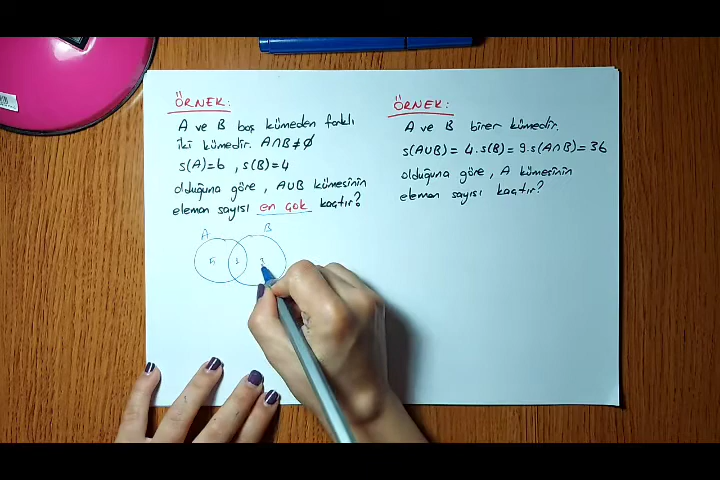 ÖRNEK:
A ve B boş kümeden farklı
iki kümedir. A∩B≠∅
s(A)=6 , s(B)=4
olduğuna göre, A∪B kümesinin
eleman sayısı en çok kaçtır?
A B
5 1 3
ÖRNEK:
A ve B birer kümedir.
s(A∪B) = 4.s(B) = 9.s(A∩B) = 36
olduğuna göre, A kümesinin
eleman sayısı kaçtır?